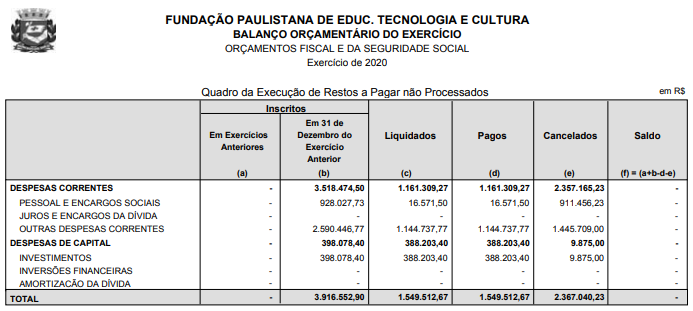 FUNDAÇÃO PAULISTANA DE EDUC. TECNOLOGIA E CULTURA
BALANÇO ORÇAMENTÁRIO DO EXERCÍCIO
ORÇAMENTOS FISCAL E DA SEGURIDADE SOCIAL
Exercício de 2020
Quadro da Execução de Restos a Pagar não Processados em R$
Inscritos
Em Exercícios Anteriores Em 31 de Dezembro do Exercício Anterior Liquidados Pagos Cancelados Saldo
(a) (b) (c) (d) (e) (f) = (a+b-d-e)
DESPESAS CORRENTES - 3.518.474,50 1.161.309,27 1.161.309,27 2.357.165,23 -
PESSOAL E ENCARGOS SOCIAIS - 928.027,73 16.571,50 16.571,50 911.456,23 -
JUROS E ENCARGOS DA DÍVIDA - - - - - -
OUTRAS DESPESAS CORRENTES - 2.590.446,77 1.144.737,77 1.144.737,77 1.445.709,00 -
DESPESAS DE CAPITAL - 398.078,40 388.203,40 388.203,40 9.875,00 -
INVESTIMENTOS - 398.078,40 388.203,40 388.203,40 9.875,00 -
INVERSÕES FINANCEIRAS - - - - - -
AMORTIZAÇÃO DA DÍVIDA - - - - - -
TOTAL - 3.916.552,90 1.549.512,67 1.549.512,67 2.367.040,23 -